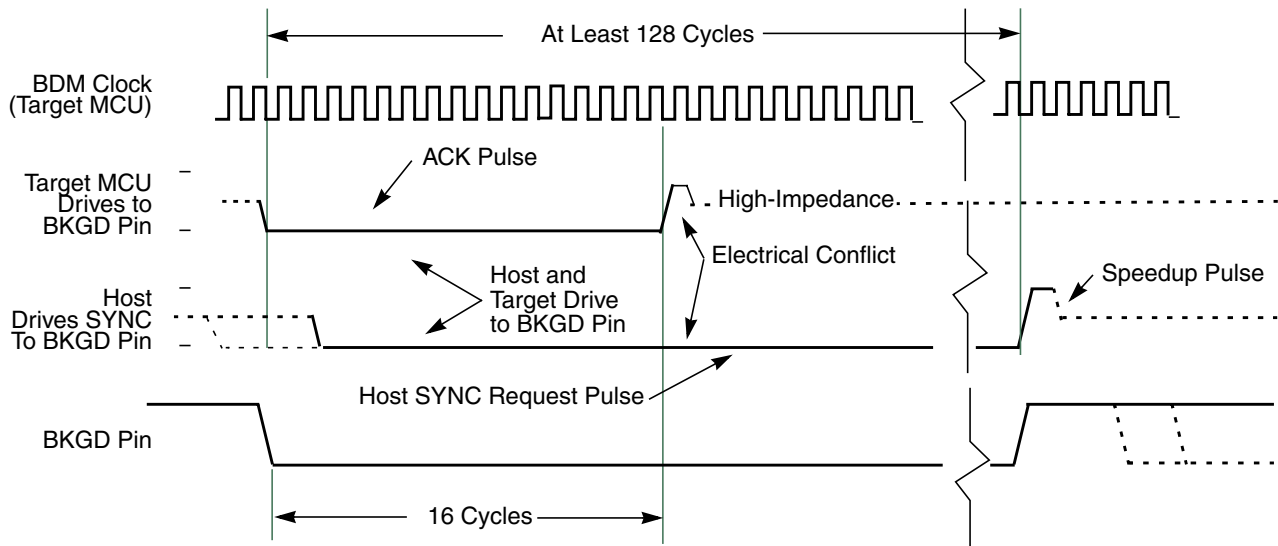 At Least 128 Cycles
BDM Clock
(Target MCU)
ACK Pulse
Target MCU
Drives to
BKGD Pin
High-Impedance
Electrical Conflict
Host and
Target Drive
to BKGD Pin
Speedup Pulse
Host
Drives SYNC
To BKGD Pin
Host SYNC Request Pulse
BKGD Pin
16 Cycles